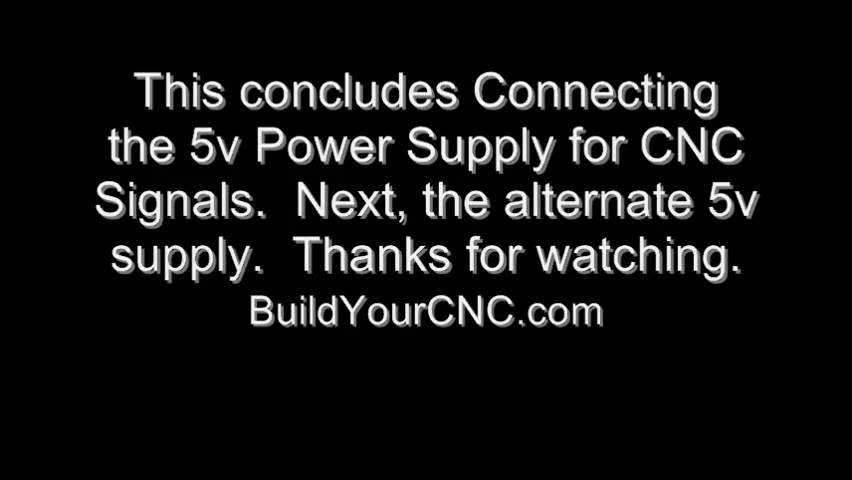 This concludes Connecting
the 5v Power Supply for CNC
Signals.  Next, the alternate 5v
supply.  Thanks for watching.
BuildYourCNC.com